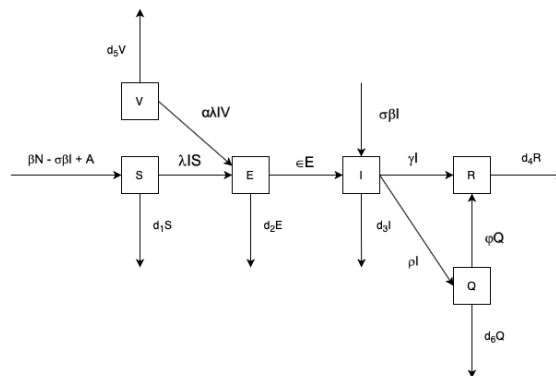 d₅V
V
αλIV
σβI
βN - σβI + A
S
λIS
E
∈E
I
γI
R
d₄R
d₁S
d₂E
d₃I
ρI
φQ
Q
d₆Q